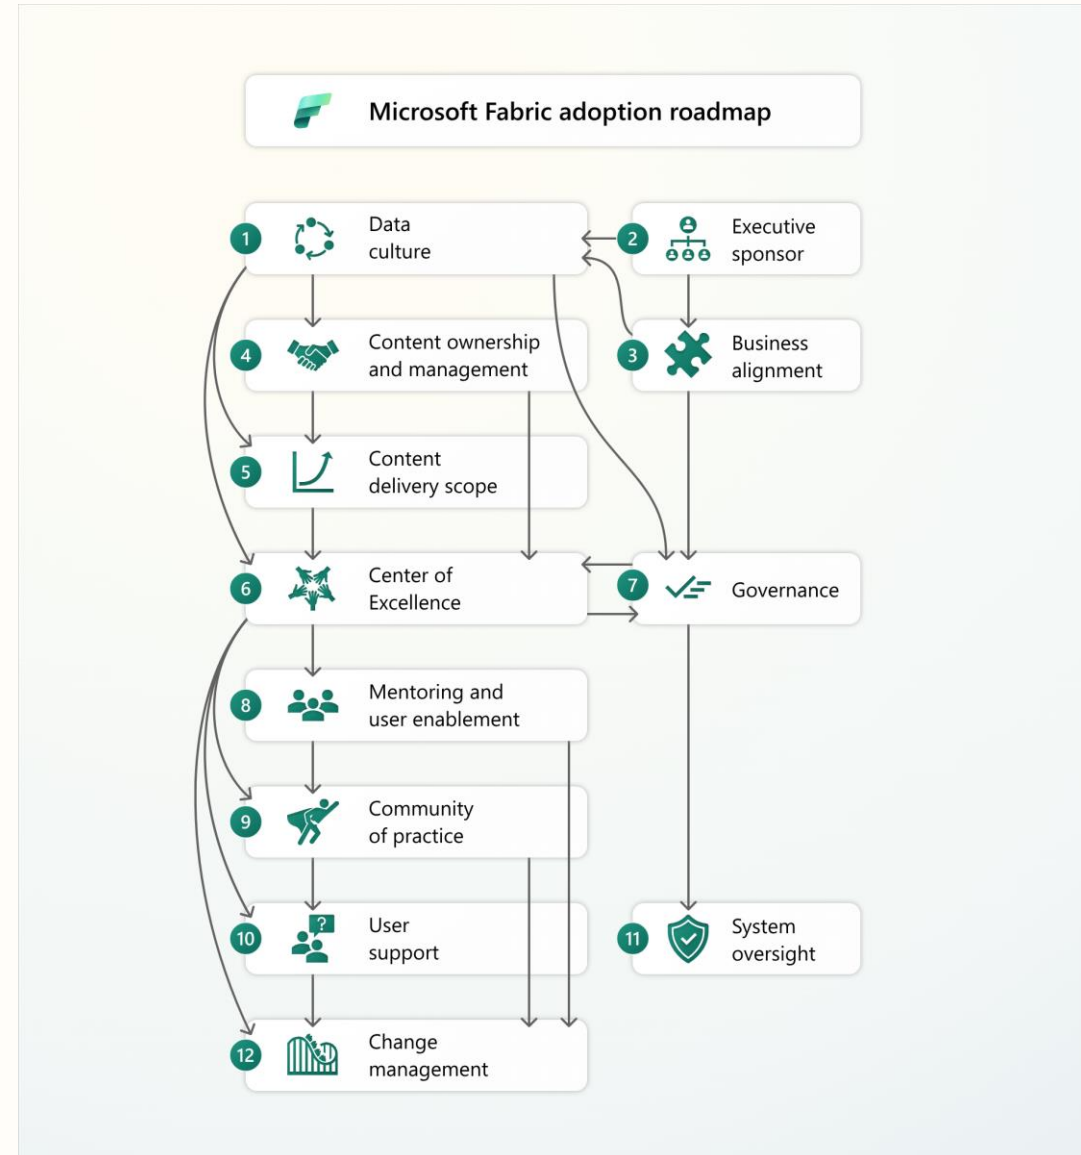 Microsoft Fabric adoption roadmap
1
Data
culture
2
Executive
sponsor
4
Content ownership
and management
3
Business
alignment
5
Content
delivery scope
6
Center of
Excellence
7
Governance
8
Mentoring and
user enablement
9
Community
of practice
10
?
User
support
11
System
oversight
12
Change
management